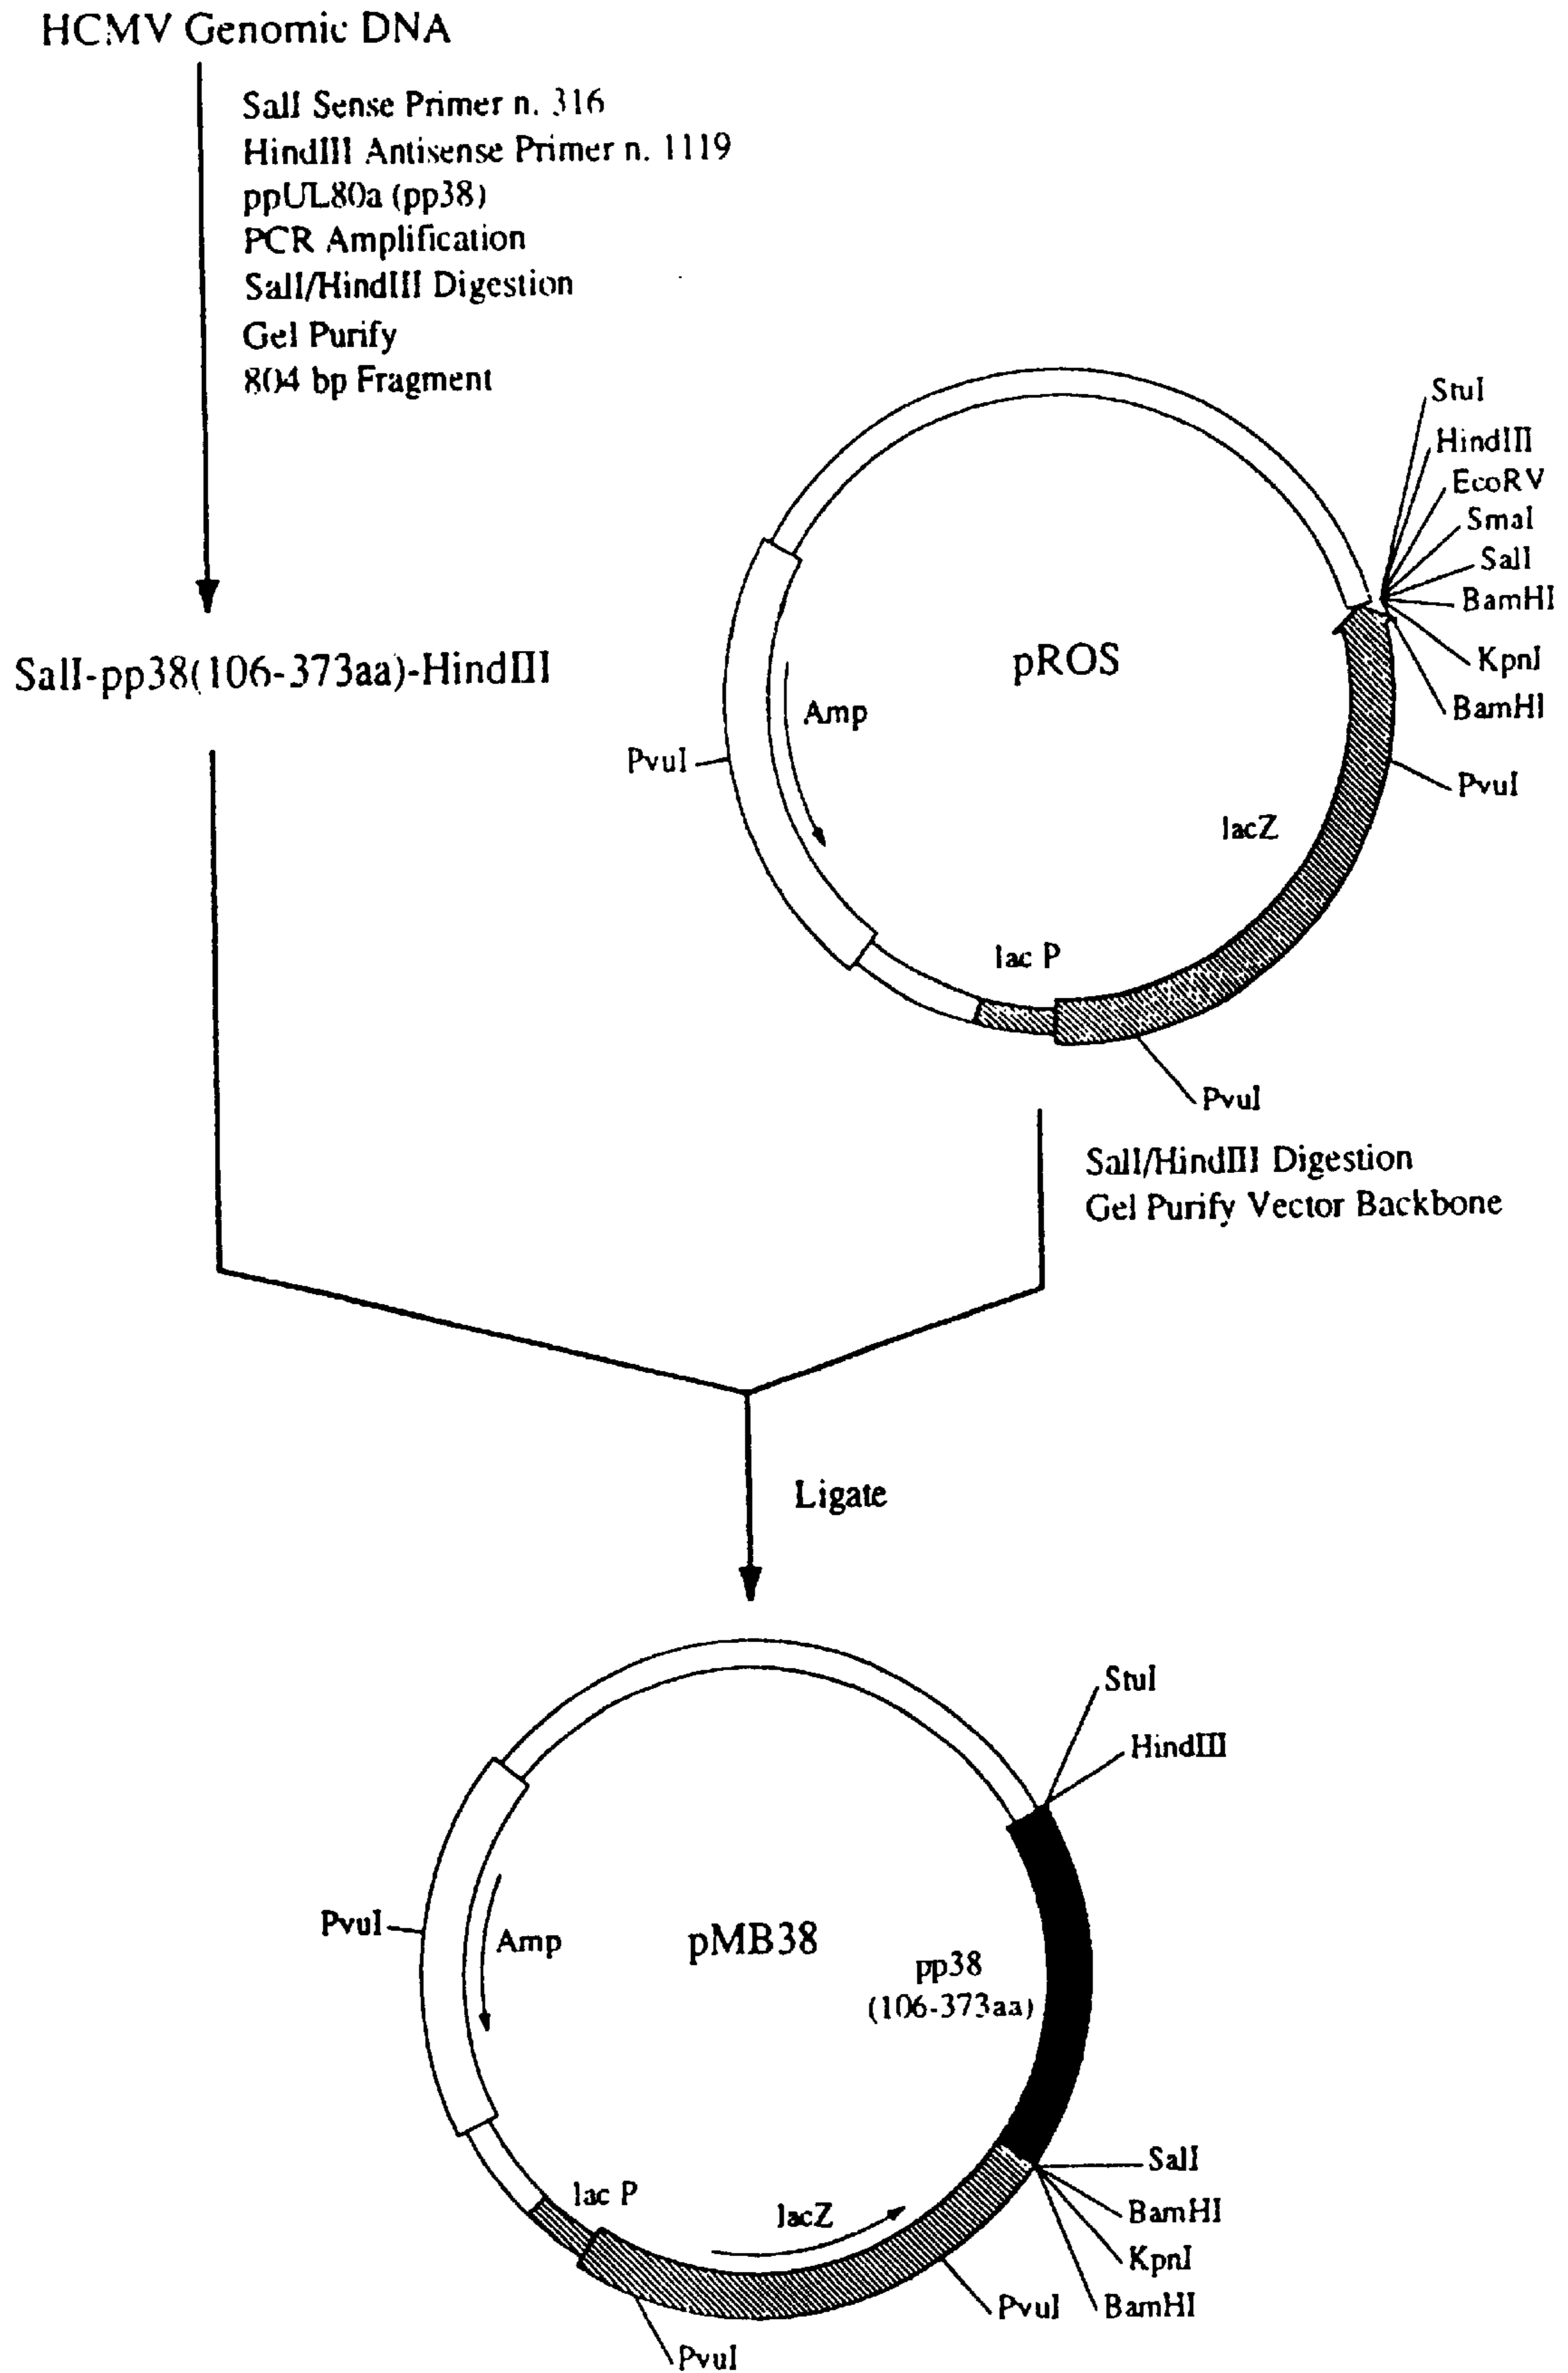 HCMV Genomic DNA
SalI Sense Primer n. 316
HindIII Antisense Primer n. 1119
ppUL80a (pp38)
PCR Amplification
SalI/HindIII Digestion
Gel Purify
804 bp Fragment
SalI-pp38(106-373aa)-HindIII
StuI
HindIII
EcoRV
SmaI
SalI
BamHI
KpnI
BamHI
PvuI
pROS
Amp
PvuI
lacZ
lac P
PvuI
SalI/HindIII Digestion
Gel Purify Vector Backbone
Ligate
StuI
HindIII
PvuI
Amp
pMB38
pp38
(106-373aa)
lac P
lacZ
SalI
BamHI
KpnI
BamHI
PvuI
PvuI